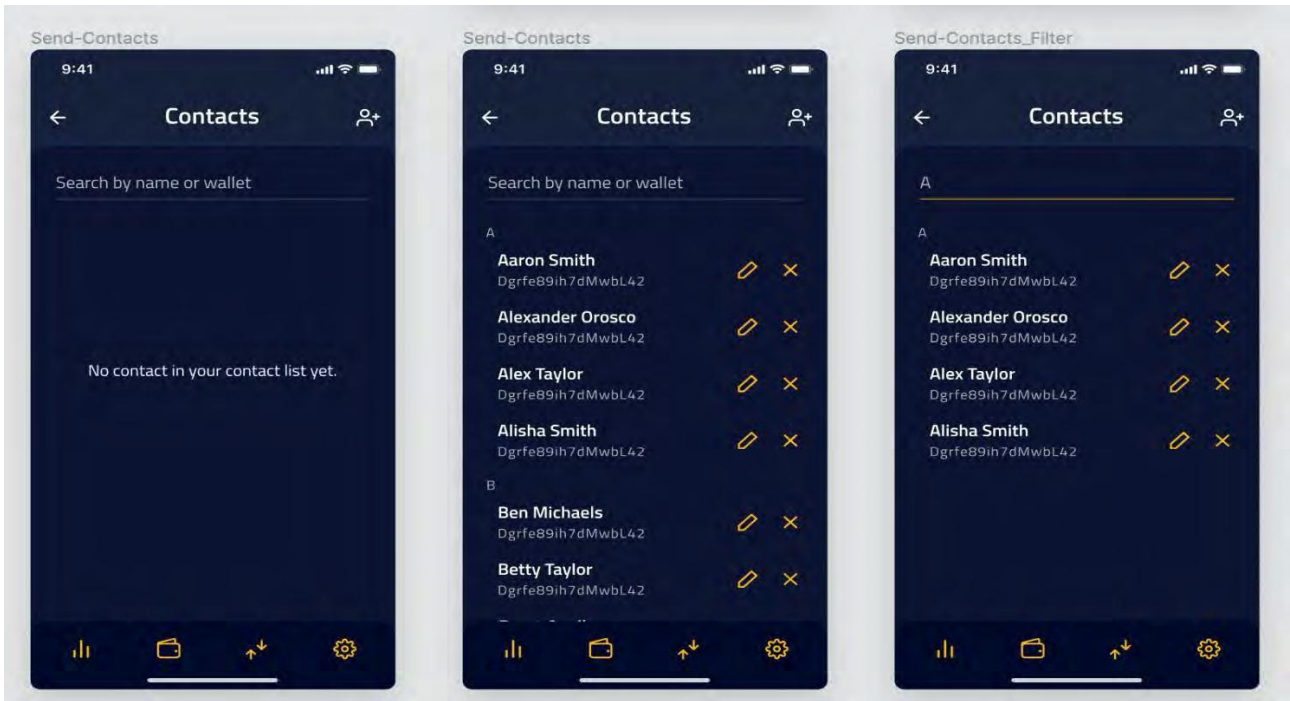 Send-Contacts
9:41
Contacts
Search by name or wallet
No contact in your contact list yet.
Send-Contacts
9:41
Contacts
Search by name or wallet
A
Aaron Smith
Dgrfe89ih7dMwbL42
Alexander Orosco
Dgrfe89ih7dMwbL42
Alex Taylor
Dgrfe89ih7dMwbL42
Alisha Smith
Dgrfe89ih7dMwbL42
B
Ben Michaels
Dgrfe89ih7dMwbL42
Betty Taylor
Dgrfe89ih7dMwbL42
Send-Contacts_Filter
9:41
Contacts
A
A
Aaron Smith
Dgrfe89ih7dMwbL42
Alexander Orosco
Dgrfe89ih7dMwbL42
Alex Taylor
Dgrfe89ih7dMwbL42
Alisha Smith
Dgrfe89ih7dMwbL42